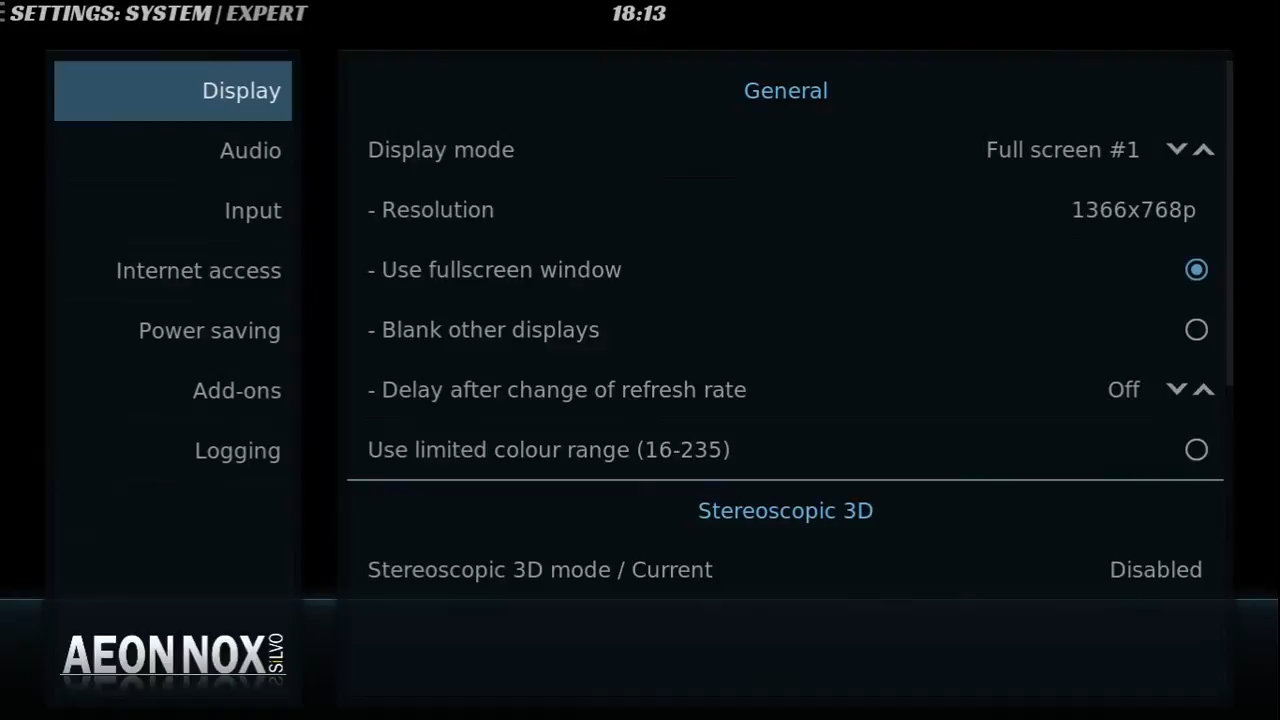 SETTINGS: SYSTEM / EXPERT
18:13
Display
Audio
Input
Internet access
Power saving
Add-ons
Logging
General
Display mode Full screen #1
- Resolution 1366x768p
- Use fullscreen window
- Blank other displays
- Delay after change of refresh rate Off
Use limited colour range (16-235)
Stereoscopic 3D
Stereoscopic 3D mode / Current Disabled
AEON NOX SiLVO